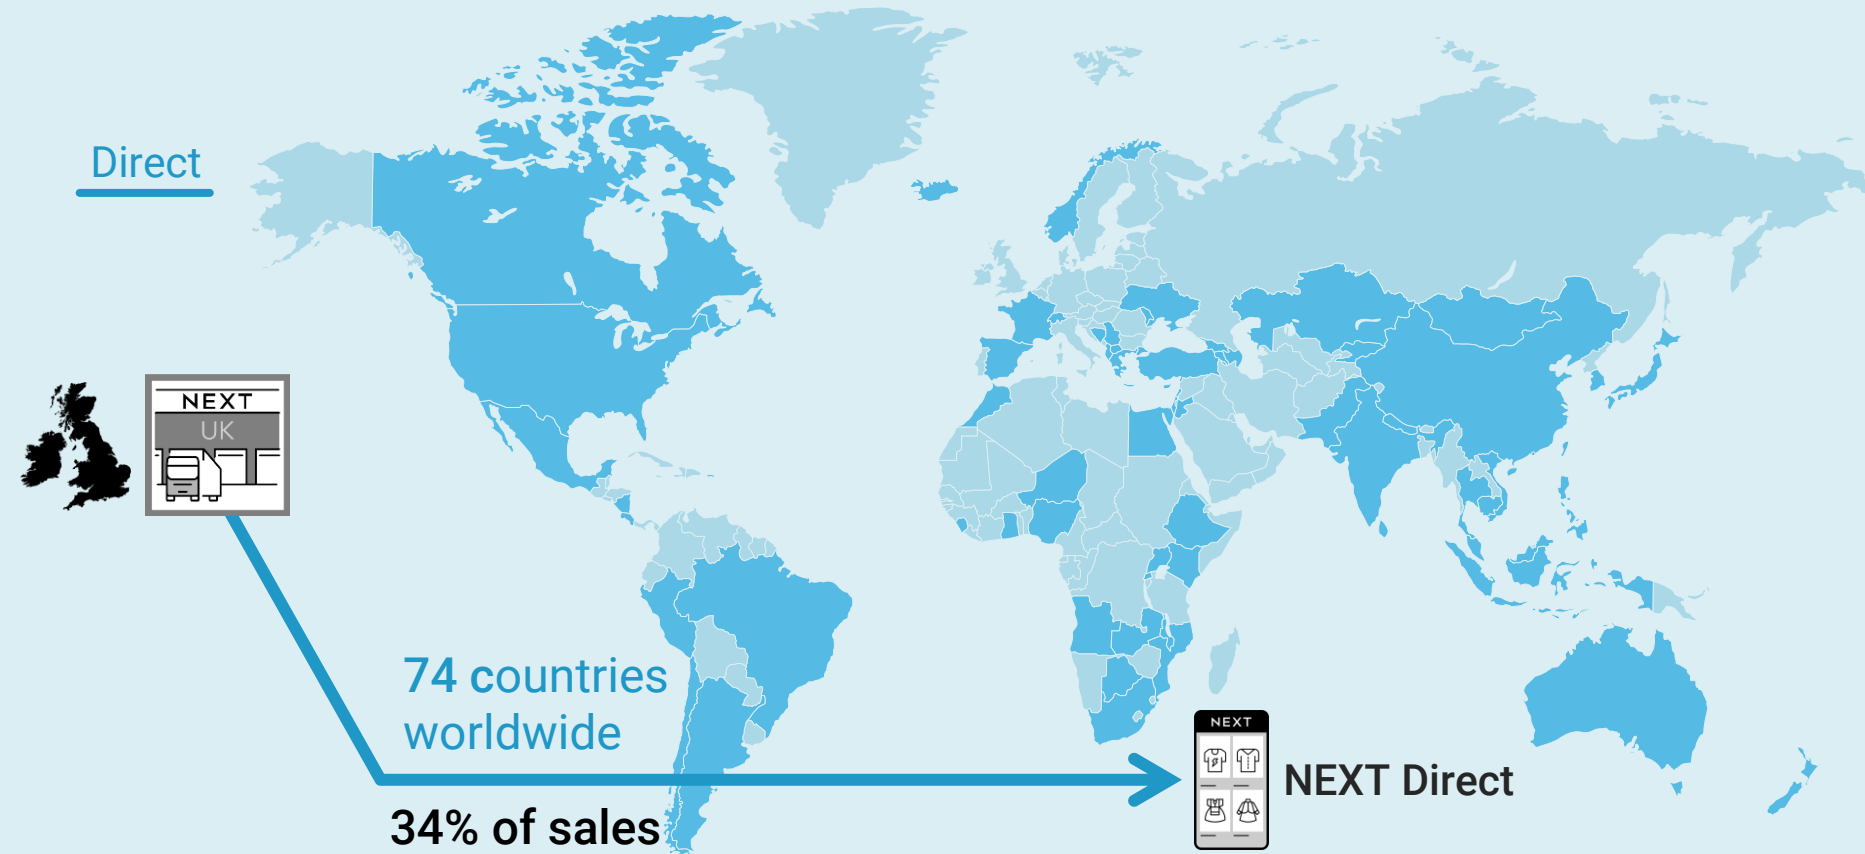 Direct
NEXT
UK
74 countries
worldwide
34% of sales
NEXT
NEXT Direct